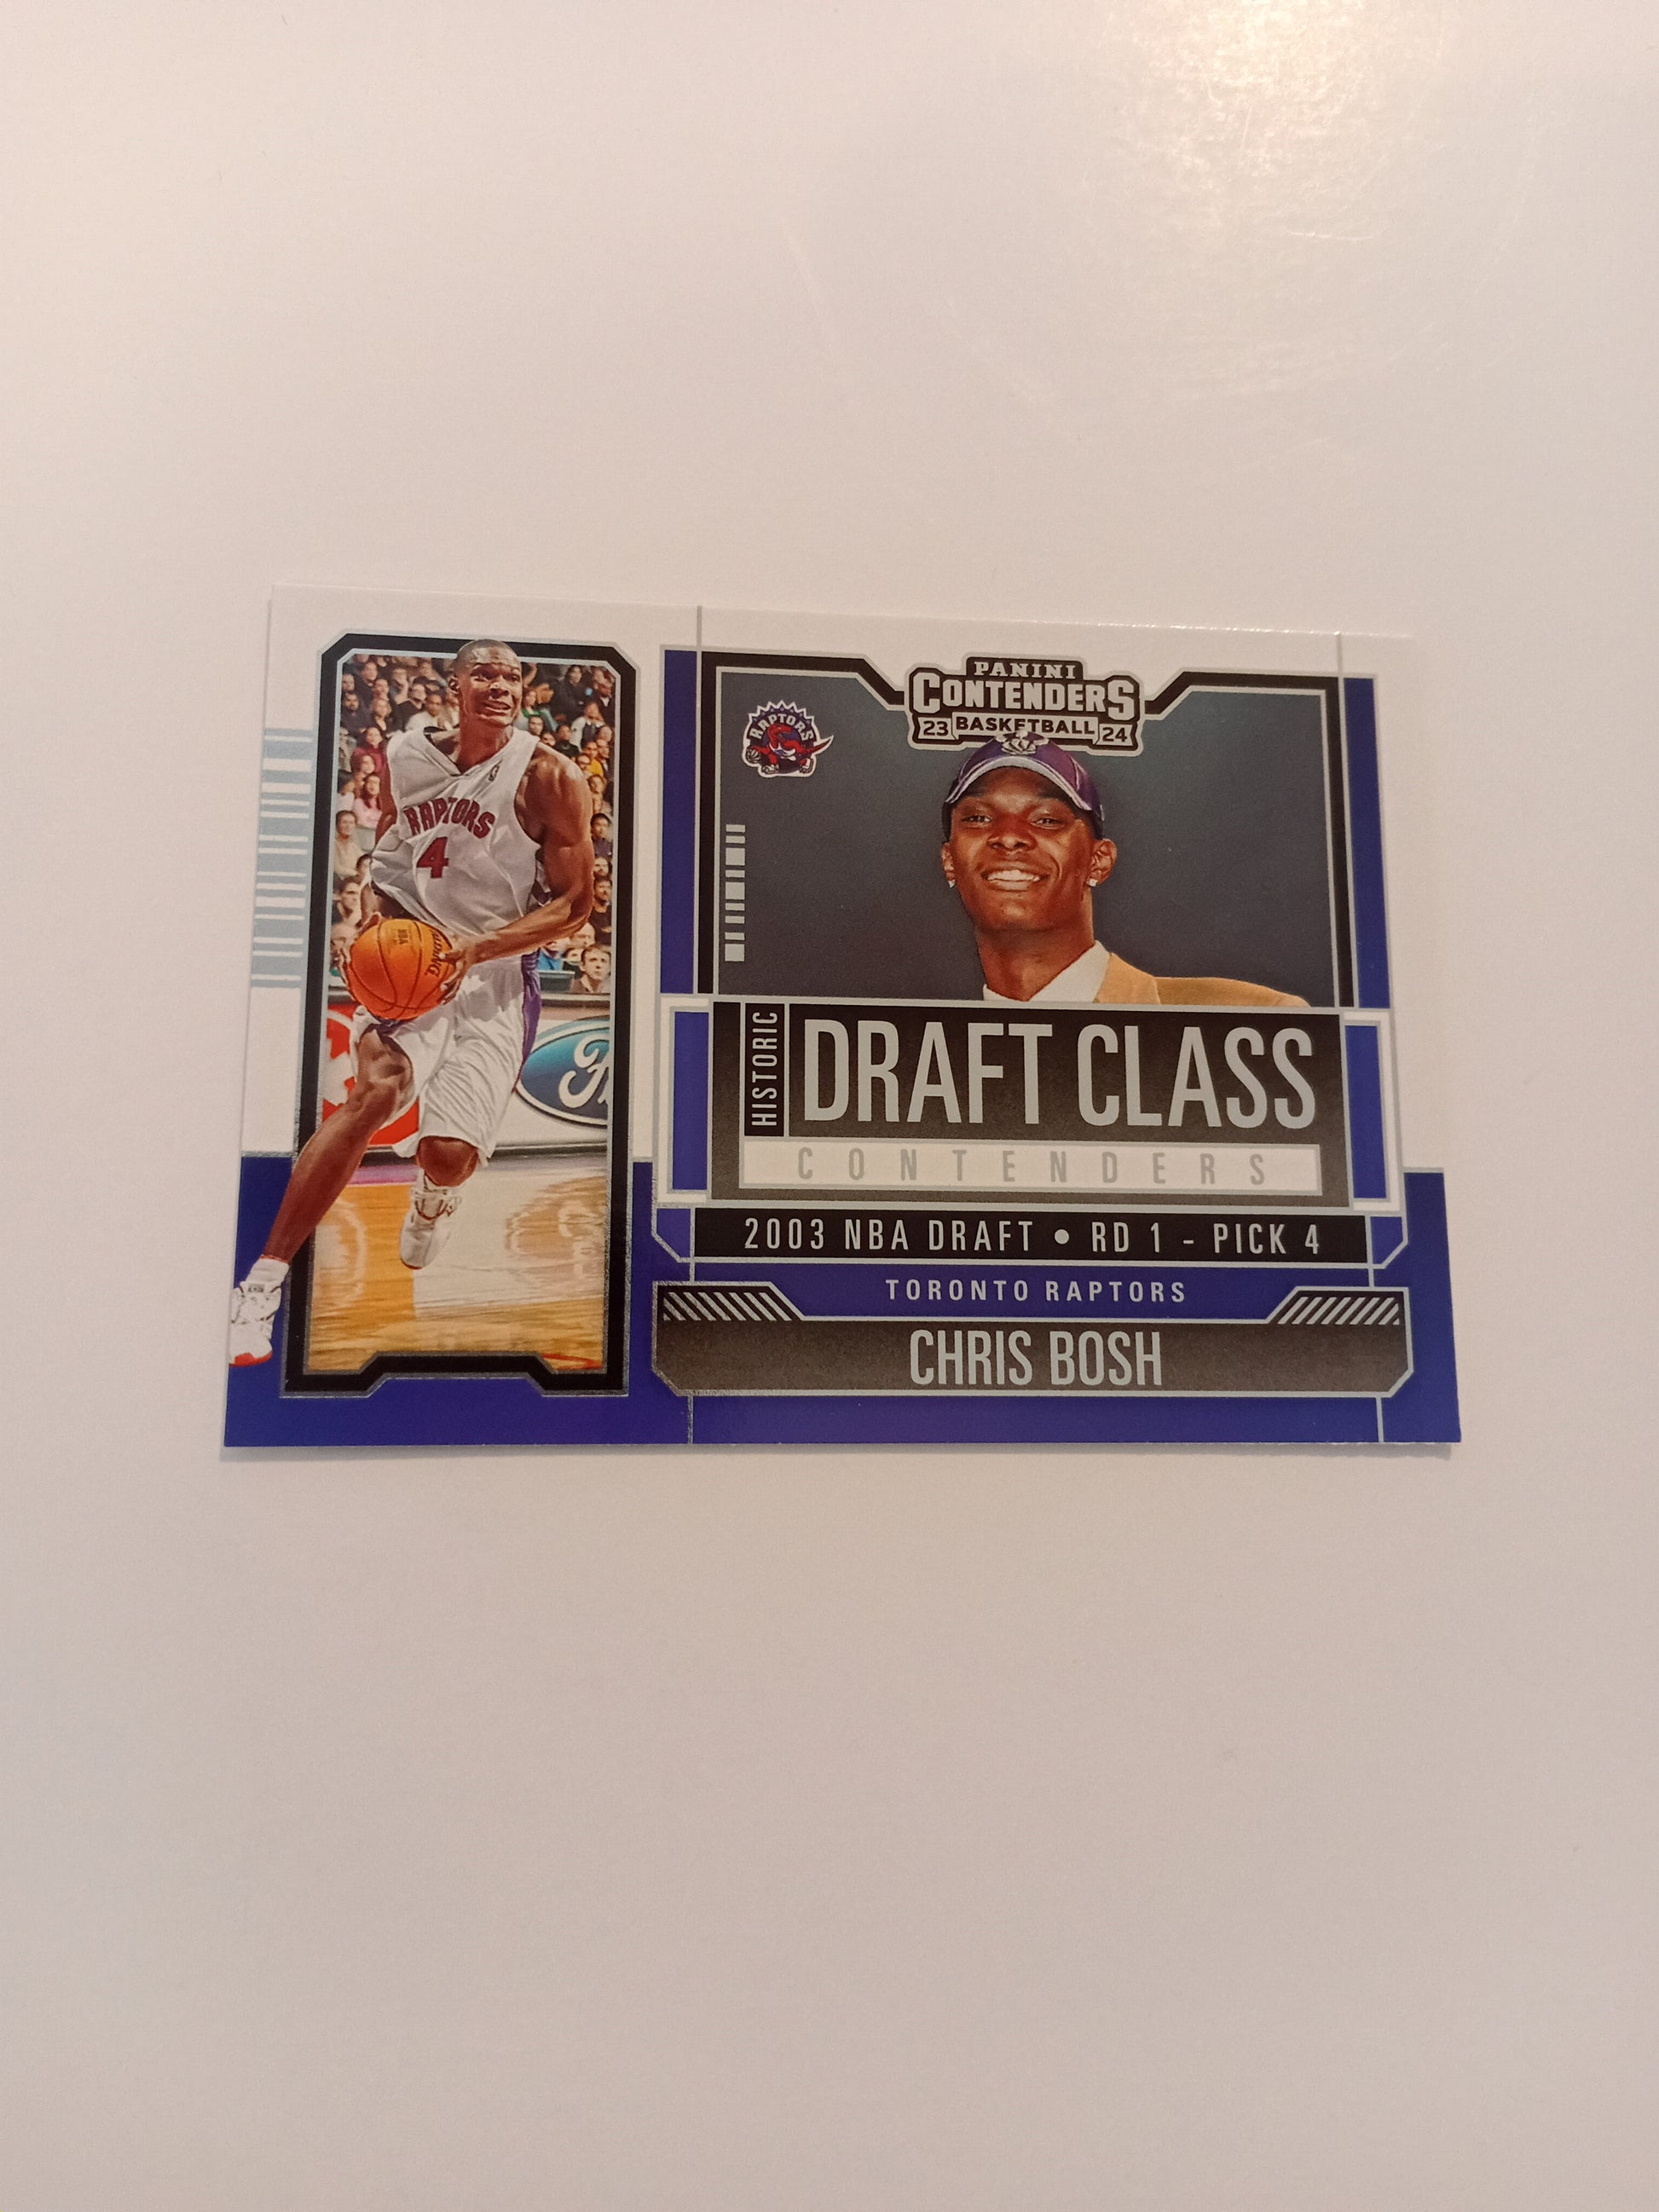 RAPTORS
4
PANINI
CONTENDERS
23 BASKETBALL 24
RAPTORS
HISTORIC
DRAFT CLASS
CONTENDERS
2003 NBA DRAFT • RD 1 - PICK 4
TORONTO RAPTORS
CHRIS BOSH